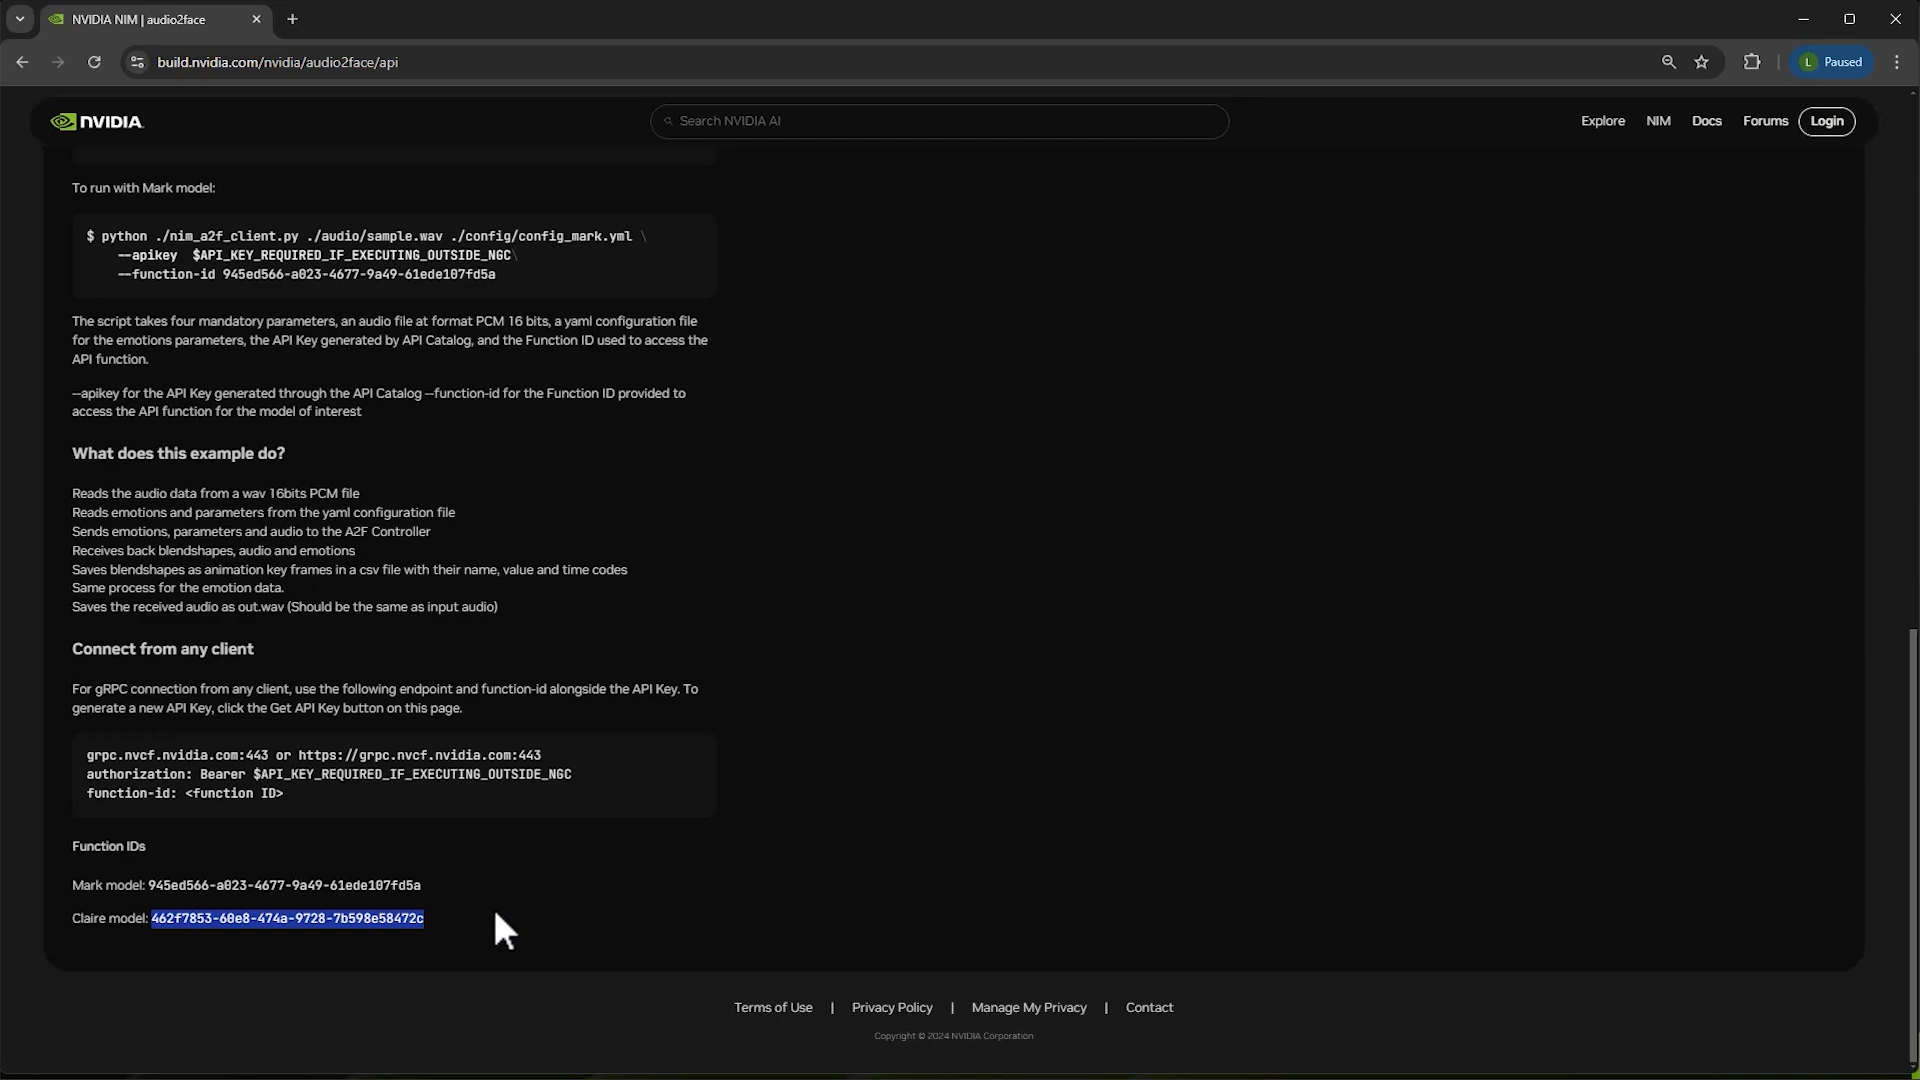 NVIDIA NIM | audio2face
build.nvidia.com/nvidia/audio2face/api
L Paused
NVIDIA.
Search NVIDIA AI
Explore
NIM
Docs
Forums
Login
To run with Mark model:
$ python ./nim_a2f_client.py ./audio/sample.wav ./config/config_mark.yml \
--apikey $API_KEY_REQUIRED_IF_EXECUTING_OUTSIDE_NGC\
--function-id 945ed566-a023-4677-9a49-61ede107fd5a
The script takes four mandatory parameters, an audio file at format PCM 16 bits, a yaml configuration file
for the emotions parameters, the API Key generated by API Catalog, and the Function ID used to access the
API function.
--apikey for the API Key generated through the API Catalog --function-id for the Function ID provided to
access the API function for the model of interest
What does this example do?
Reads the audio data from a wav 16bits PCM file
Reads emotions and parameters from the yaml configuration file
Sends emotions, parameters and audio to the A2F Controller
Receives back blendshapes, audio and emotions
Saves blendshapes as animation key frames in a csv file with their name, value and time codes
Same process for the emotion data.
Saves the received audio as out.wav (Should be the same as input audio)
Connect from any client
For gRPC connection from any client, use the following endpoint and function-id alongside the API Key. To
generate a new API Key, click the Get API Key button on this page.
grpc.nvcf.nvidia.com:443 or https://grpc.nvcf.nvidia.com:443
authorization: Bearer $API_KEY_REQUIRED_IF_EXECUTING_OUTSIDE_NGC
function-id: <function ID>
Function IDs
Mark model: 945ed566-a023-4677-9a49-61ede107fd5a
Claire model: 462f7853-60e8-474a-9728-7b598e58472c
Terms of Use | Privacy Policy | Manage My Privacy | Contact
Copyright © 2024 NVIDIA Corporation